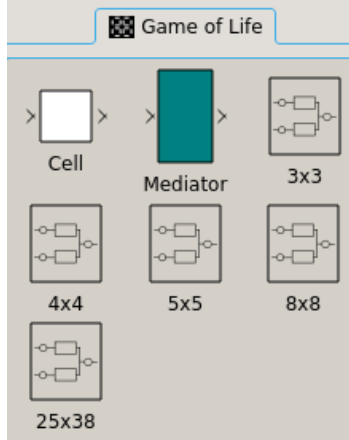 Game of Life
Cell
Mediator
3x3
4x4
5x5
8x8
25x38